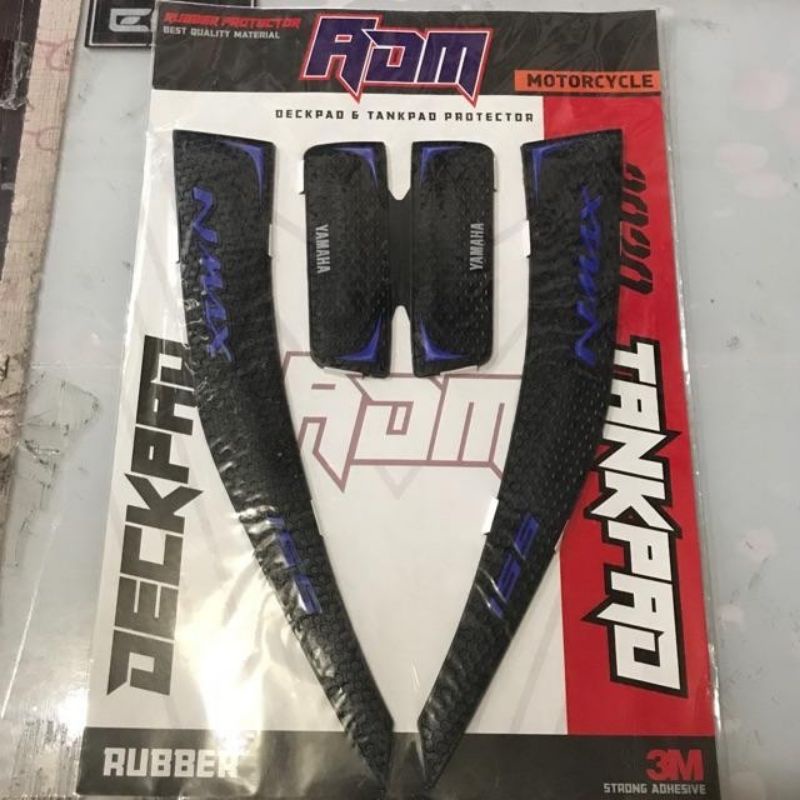 RUBBER PROTECTOR
BEST QUALITY MATERIAL
RDM
MOTORCYCLE
DECKPAD & TANKPAD PROTECTOR
NMAX
YAMAHA
YAMAHA
NMAX
DECKPAD
RDM
TANKPAD
155
155
RUBBER
3M
STRONG ADHESIVE